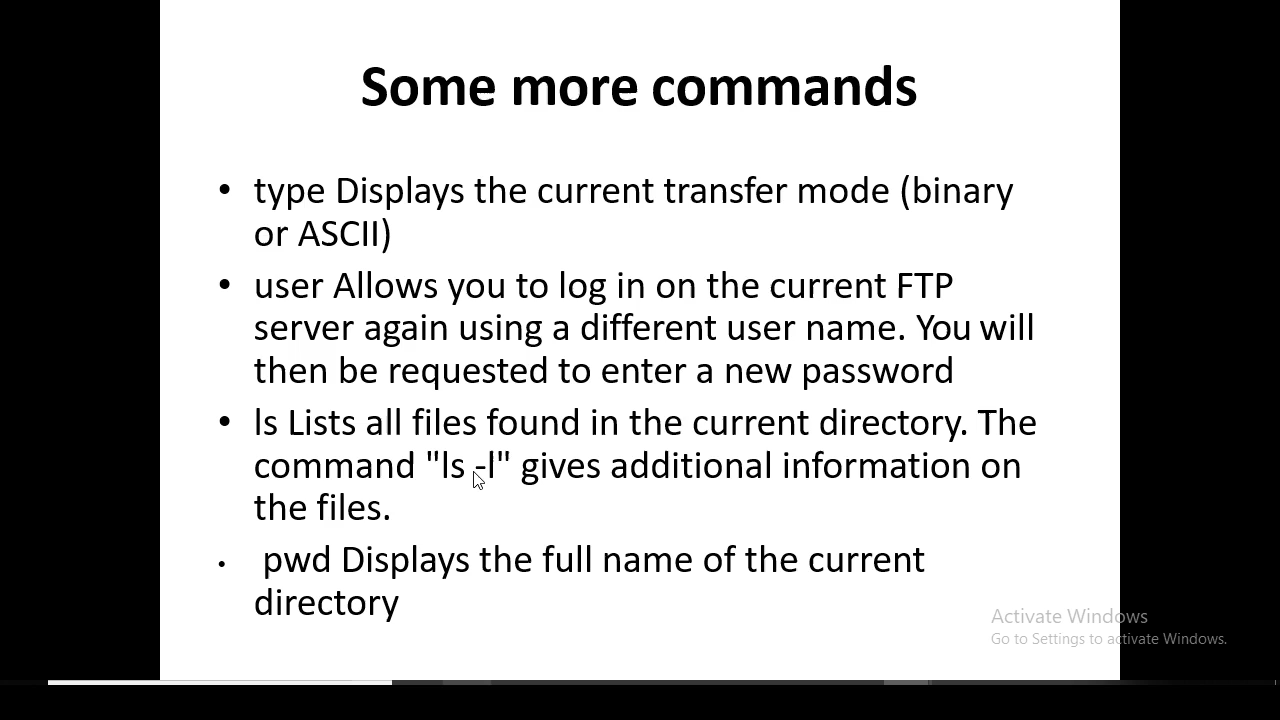 Some more commands
• type Displays the current transfer mode (binary
or ASCII)
• user Allows you to log in on the current FTP
server again using a different user name. You will
then be requested to enter a new password
• ls Lists all files found in the current directory. The
command "ls -l" gives additional information on
the files.
• pwd Displays the full name of the current
directory
Activate Windows
Go to Settings to activate Windows.